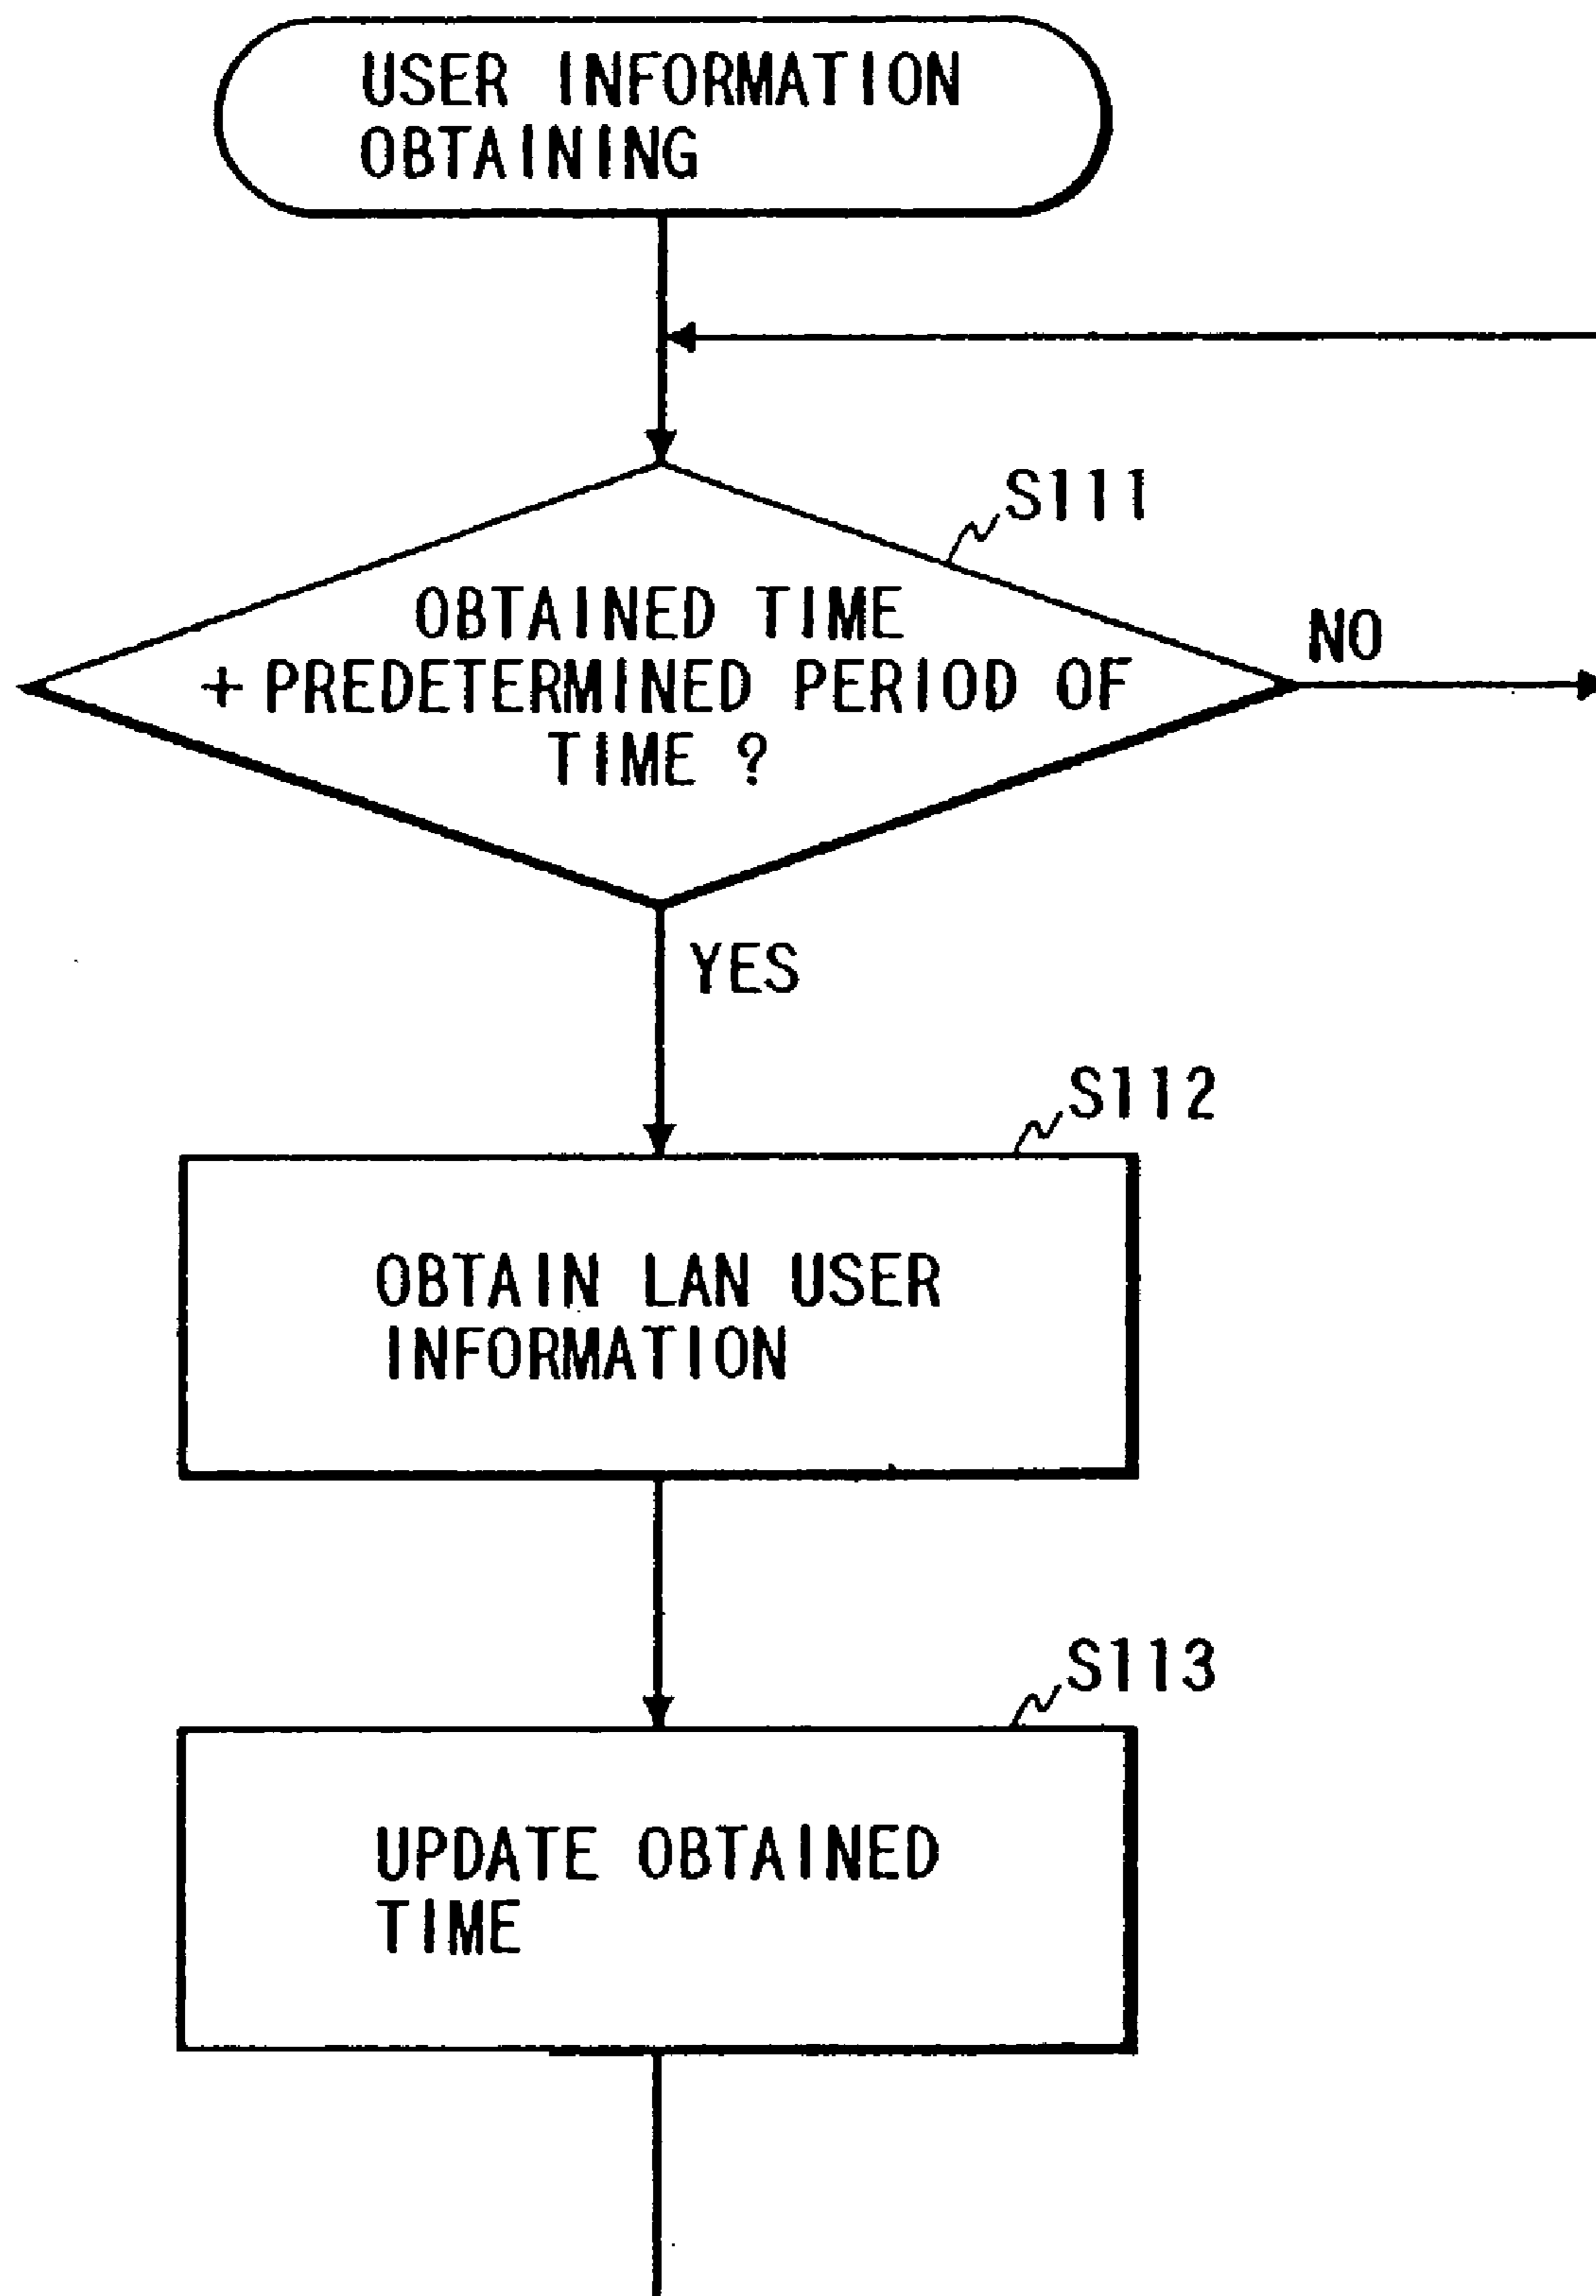 USER INFORMATION
OBTAINING
S111
OBTAINED TIME
+ PREDETERMINED PERIOD OF
TIME ?
NO
YES
S112
OBTAIN LAN USER
INFORMATION
S113
UPDATE OBTAINED
TIME